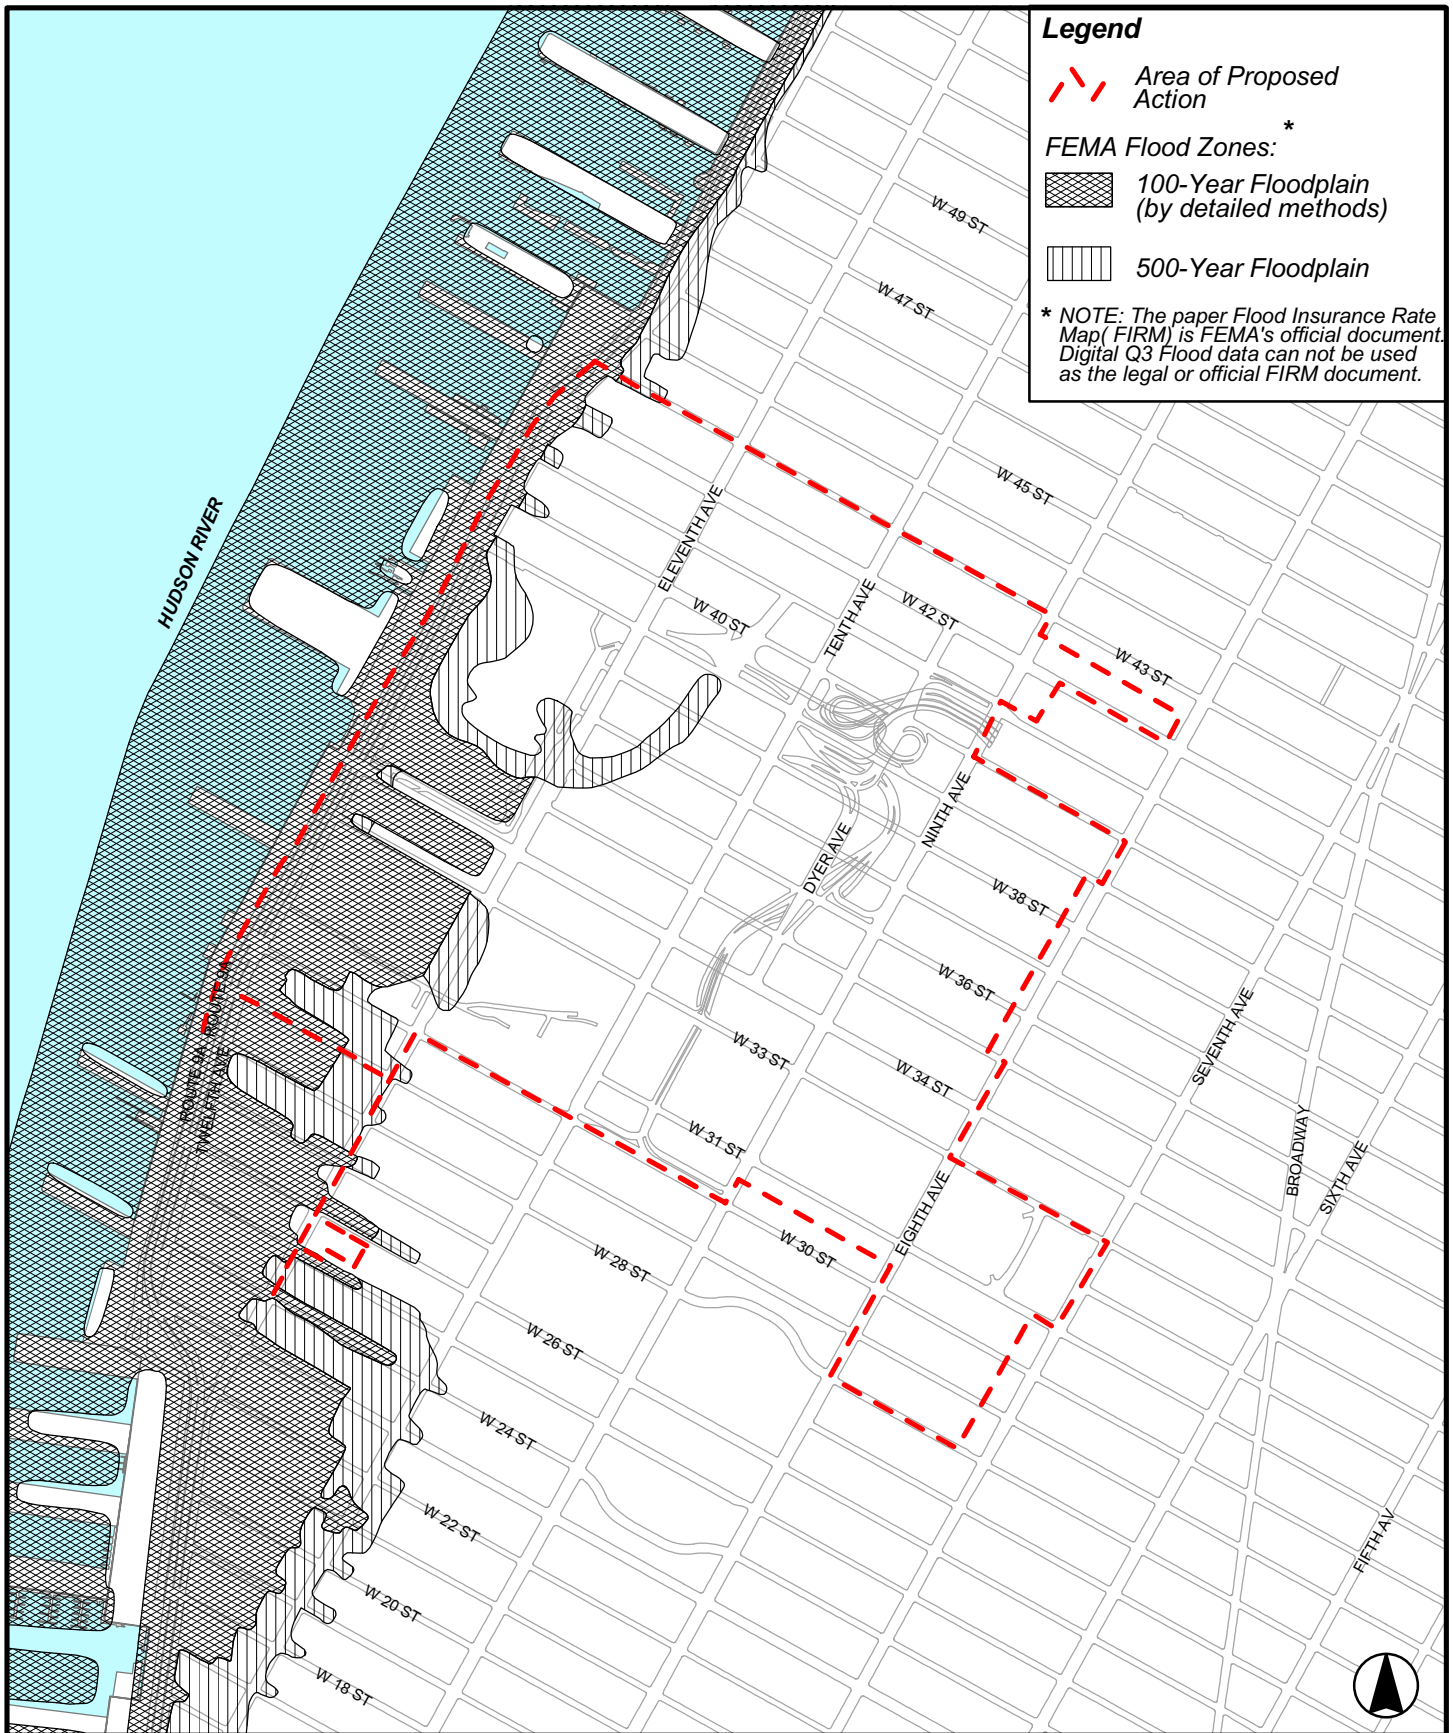 Legend
Area of Proposed
Action
*
FEMA Flood Zones:
100-Year Floodplain
(by detailed methods)
500-Year Floodplain
* NOTE: The paper Flood Insurance Rate
Map( FIRM) is FEMA's official document.
Digital Q3 Flood data can not be used
as the legal or official FIRM document.
W 49 ST
W 47 ST
W 45 ST
HUDSON RIVER
ELEVENTH AVE
W 40 ST
TENTH AVE
W 42 ST
W 43 ST
DYER AVE
NINTH AVE
W 38 ST
W 36 ST
ROUTE 9A
ROUTE 9A
TWELFTH AVE
W 33 ST
W 34 ST
SEVENTH AVE
W 31 ST
BROADWAY
SIXTH AVE
EIGHTH AVE
W 30 ST
W 28 ST
W 26 ST
W 24 ST
W 22 ST
FIFTH AV
W 20 ST
W 18 ST